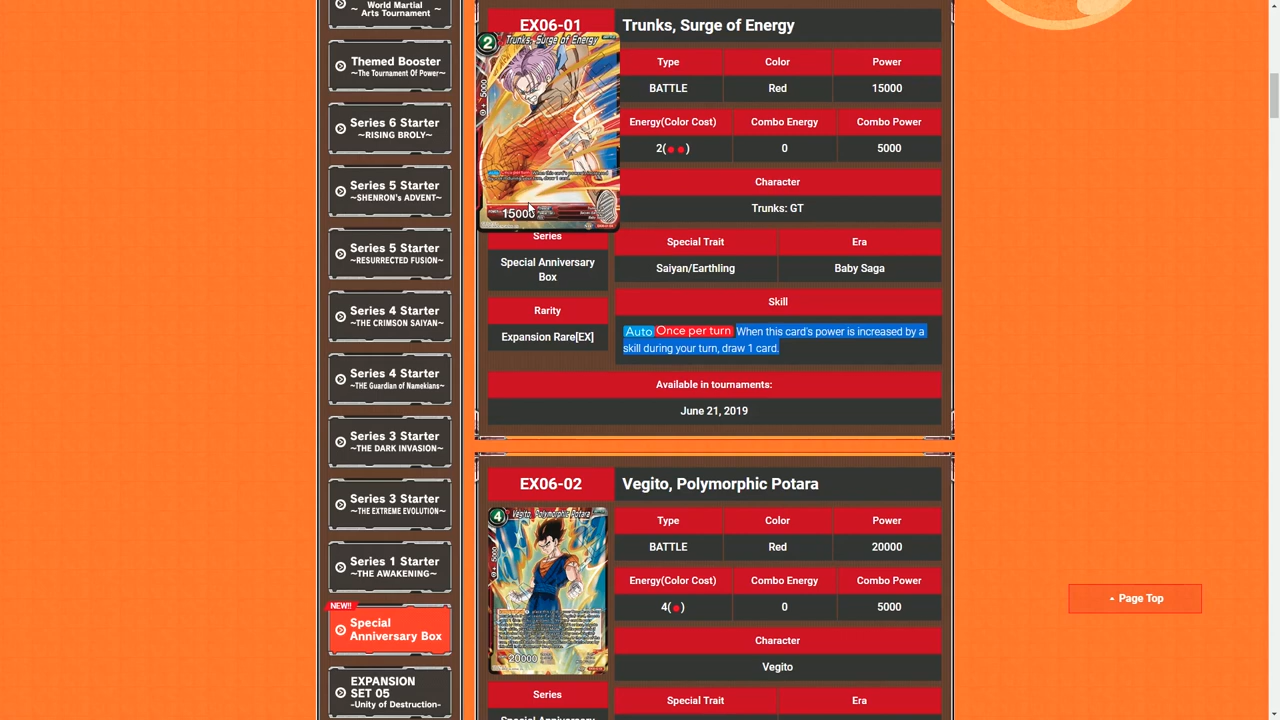 World Martial
Arts Tournament ~
Themed Booster
~The Tournament Of Power~
Series 6 Starter
~RISING BROLY~
Series 5 Starter
~SHENRON's ADVENT~
Series 5 Starter
~RESURRECTED FUSION~
Series 4 Starter
~THE CRIMSON SAIYAN~
Series 4 Starter
~THE Guardian of Namekians~
Series 3 Starter
~THE DARK INVASION~
Series 3 Starter
~THE EXTREME EVOLUTION~
Series 1 Starter
~THE AWAKENING~
NEW!!
Special
Anniversary Box
EXPANSION
SET 05
-Unity of Destruction-
EX06-01
Trunks, Surge of Energy
2
Trunks, Surge of Energy
5000
15000
Type
Color
Power
BATTLE
Red
15000
Energy(Color Cost)
Combo Energy
Combo Power
2( )
0
5000
Character
Trunks: GT
Series
Special Trait
Era
Special Anniversary
Box
Saiyan/Earthling
Baby Saga
Rarity
Skill
Expansion Rare[EX]
Auto Once per turn When this card's power is increased by a
skill during your turn, draw 1 card.
Available in tournaments:
June 21, 2019
EX06-02
Vegito, Polymorphic Potara
4
Vegito, Polymorphic Potara
5000
20000
Type
Color
Power
BATTLE
Red
20000
Energy(Color Cost)
Combo Energy
Combo Power
4( )
0
5000
Character
Vegito
Series
Special Trait
Era
Special Anniversary
Page Top